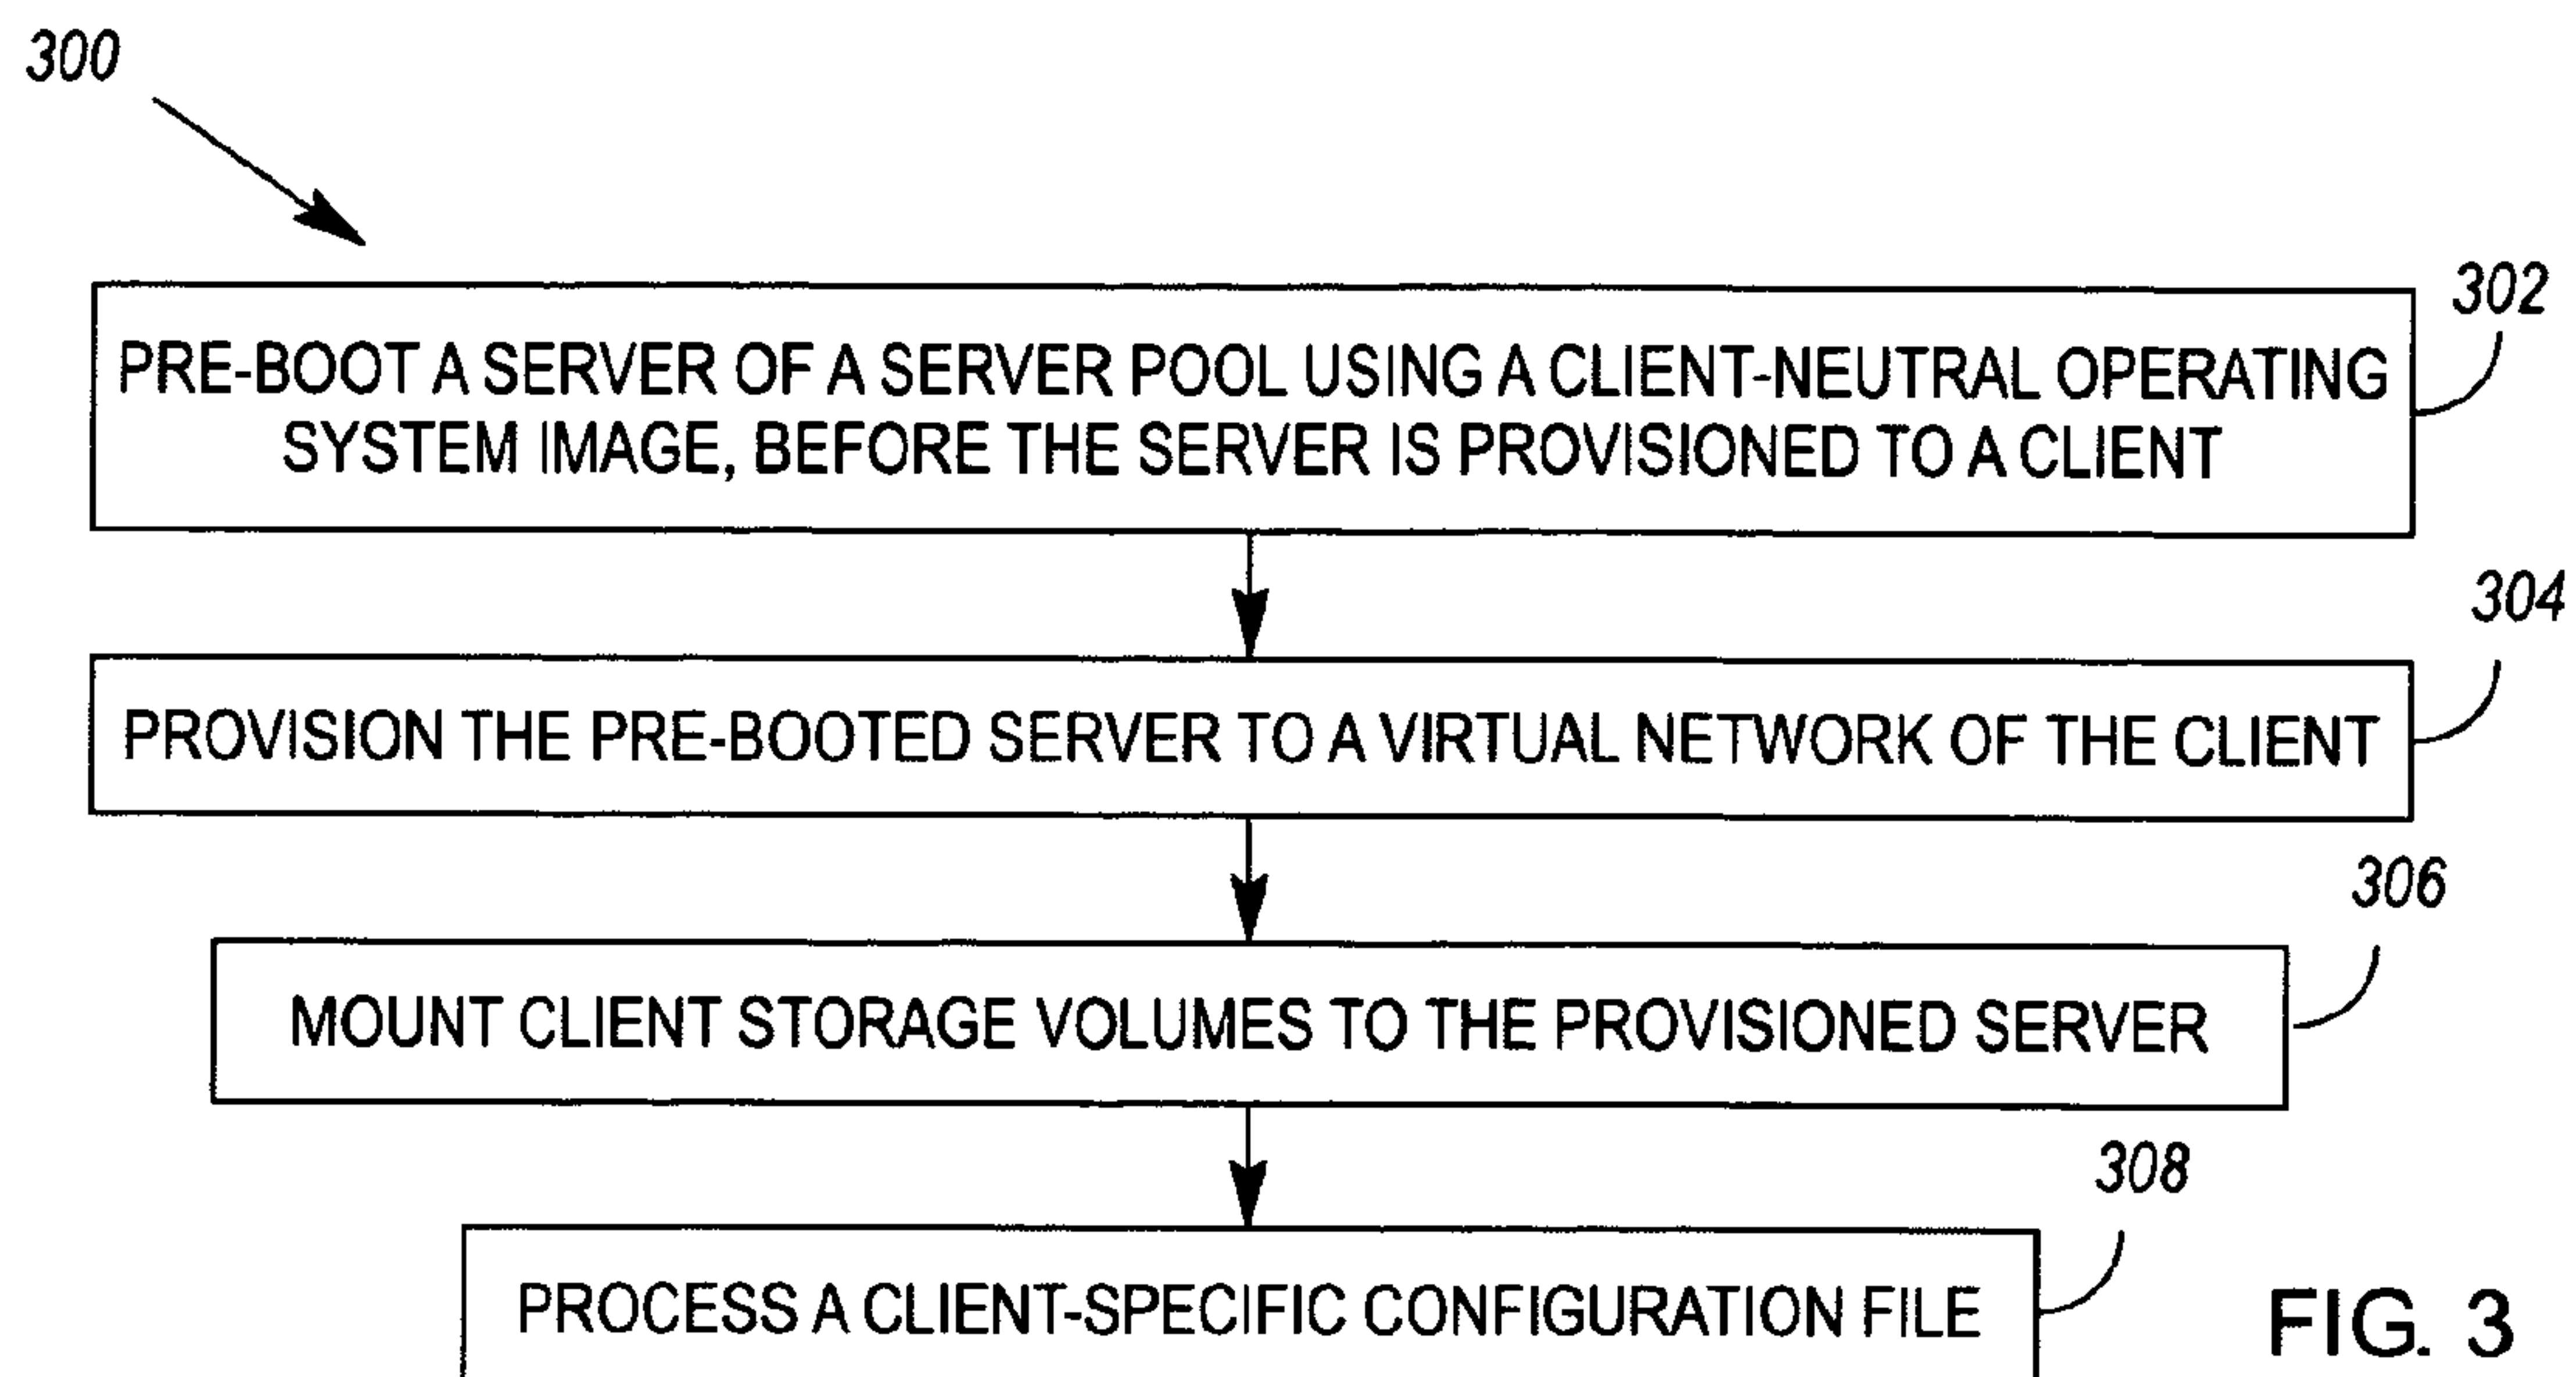 300
302
PRE-BOOT A SERVER OF A SERVER POOL USING A CLIENT-NEUTRAL OPERATING
SYSTEM IMAGE, BEFORE THE SERVER IS PROVISIONED TO A CLIENT
304
PROVISION THE PRE-BOOTED SERVER TO A VIRTUAL NETWORK OF THE CLIENT
306
MOUNT CLIENT STORAGE VOLUMES TO THE PROVISIONED SERVER
308
PROCESS A CLIENT-SPECIFIC CONFIGURATION FILE
FIG. 3